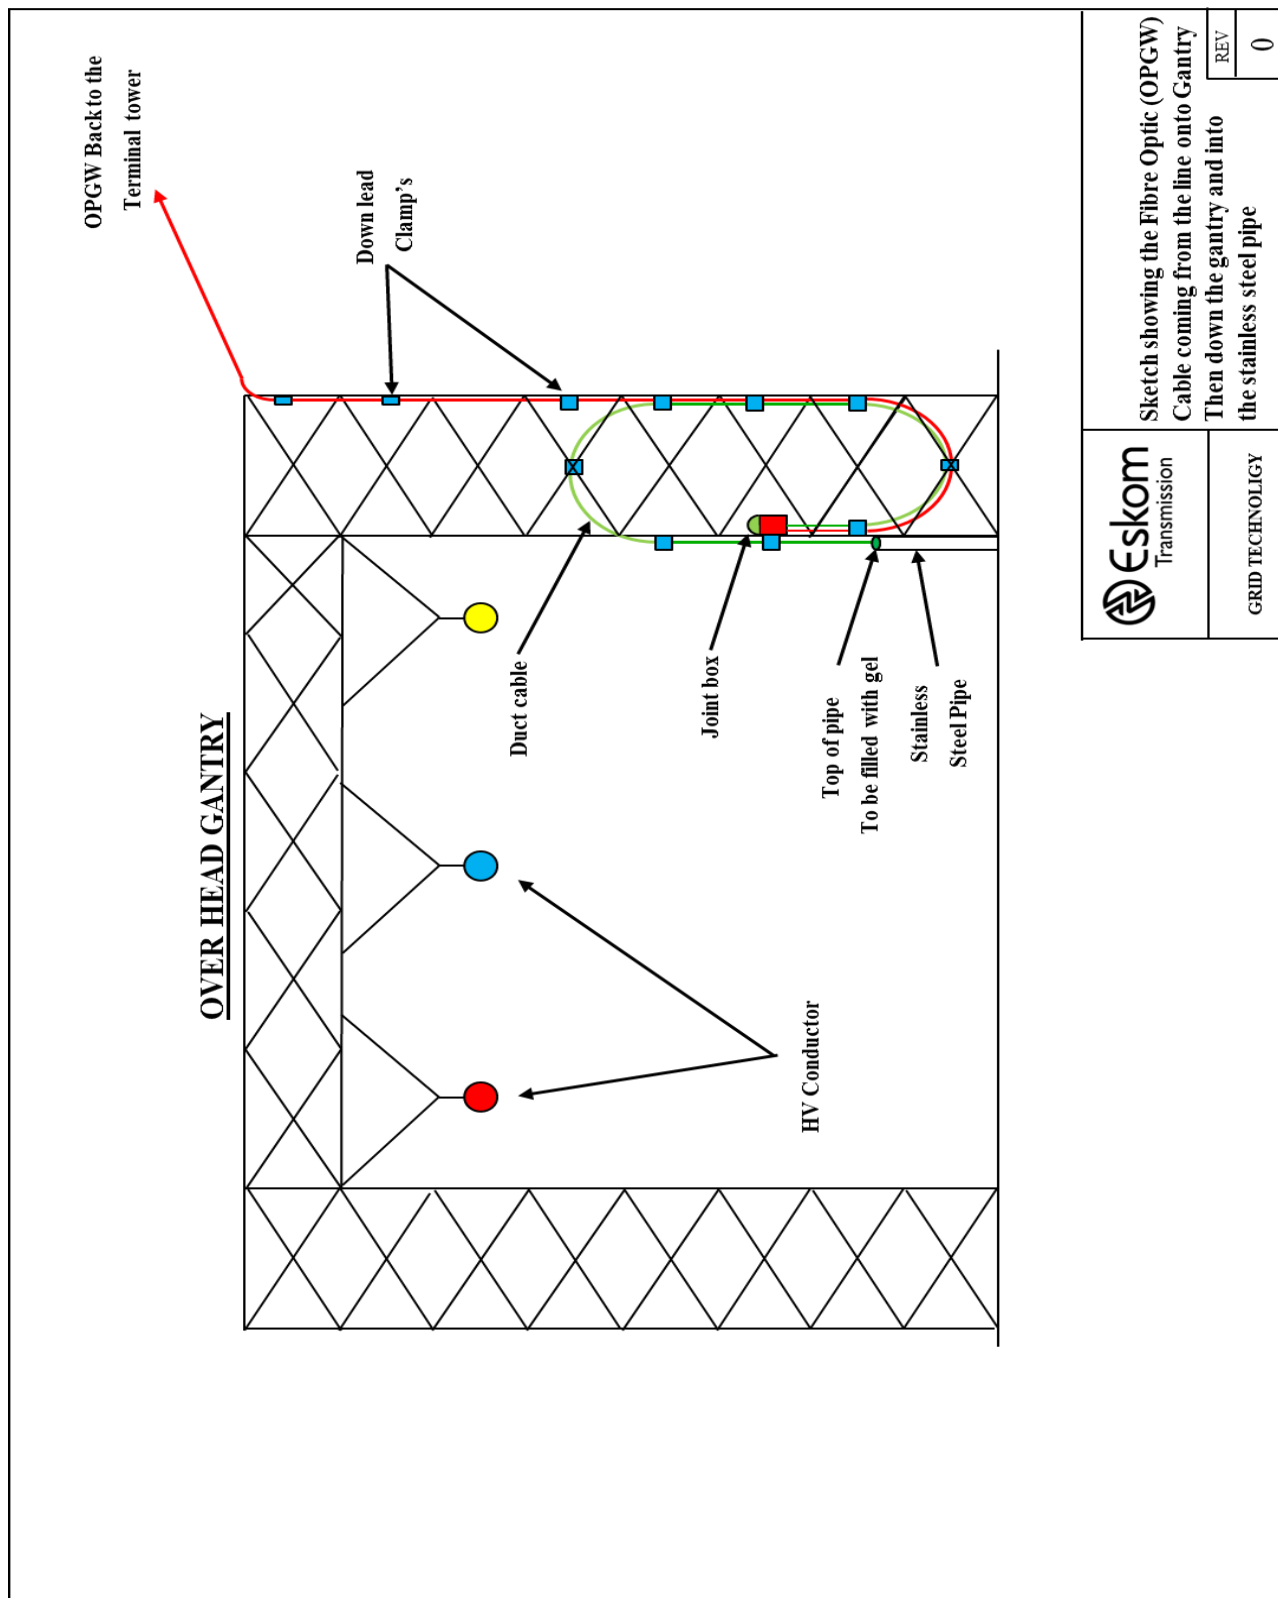 OVER HEAD GANTRY
OPGW Back to the
Terminal tower
Down lead
Clamp's
Duct cable
Joint box
Top of pipe
To be filled with gel
Stainless
Steel Pipe
HV Conductor
Eskom
Transmission
GRID TECHNOLIGY
Sketch showing the Fibre Optic (OPGW)
Cable coming from the line onto Gantry
Then down the gantry and into
the stainless steel pipe
REV
0